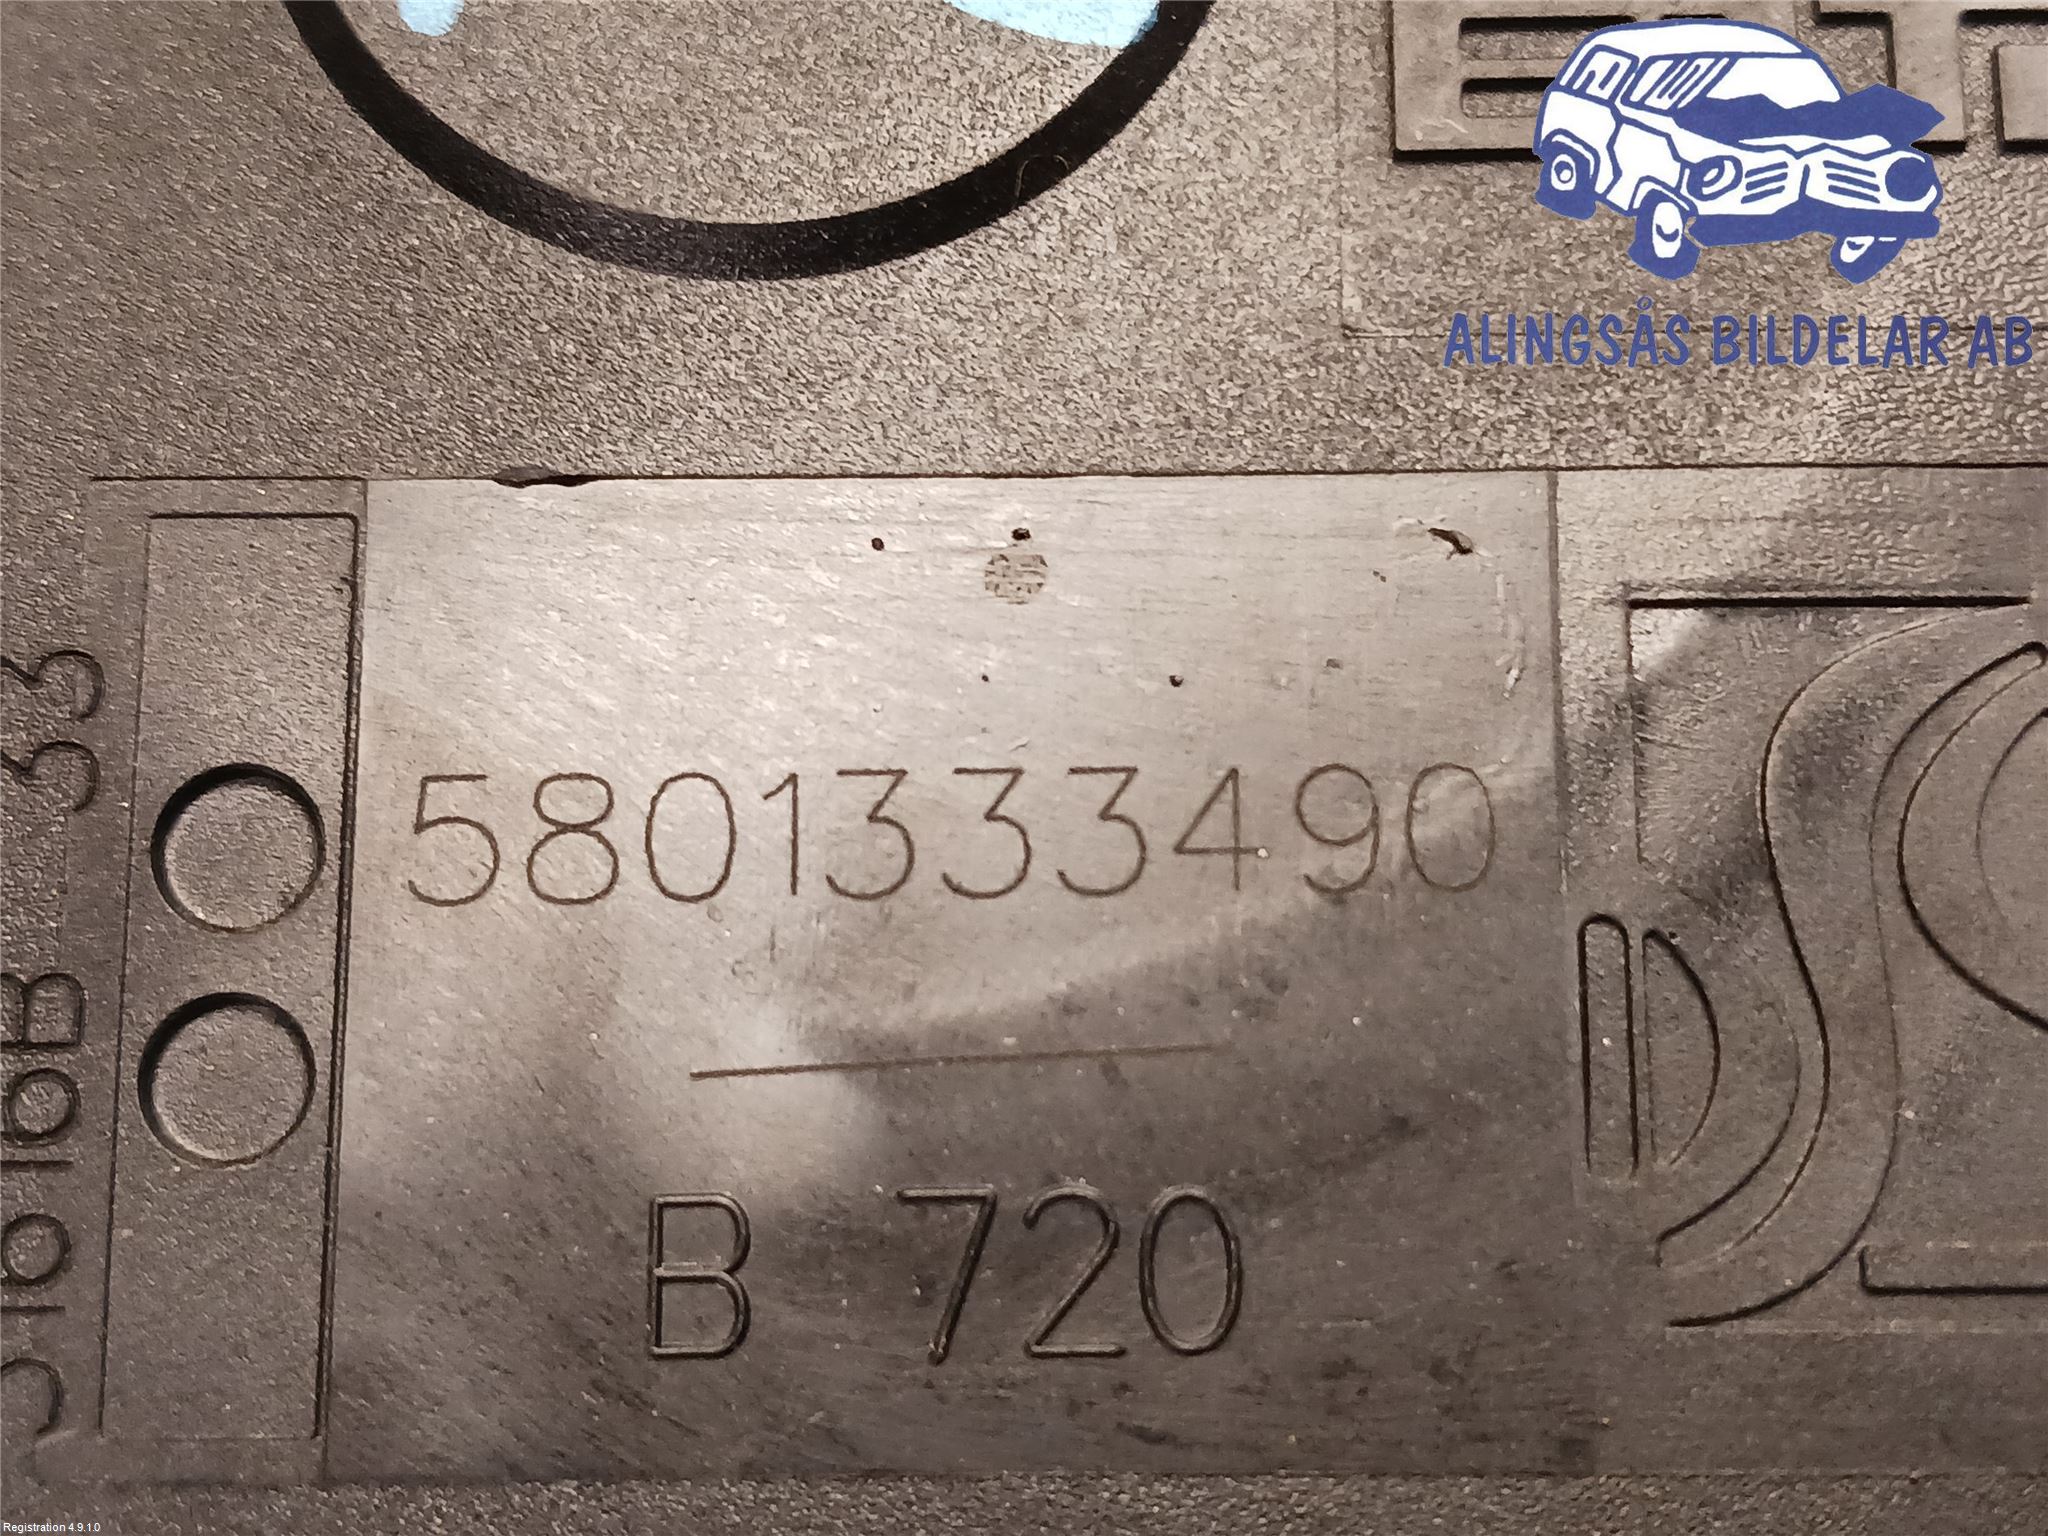 ALINGSÅS BILDELAR AB
5801333490
B 720
Registration 4.9.1.0